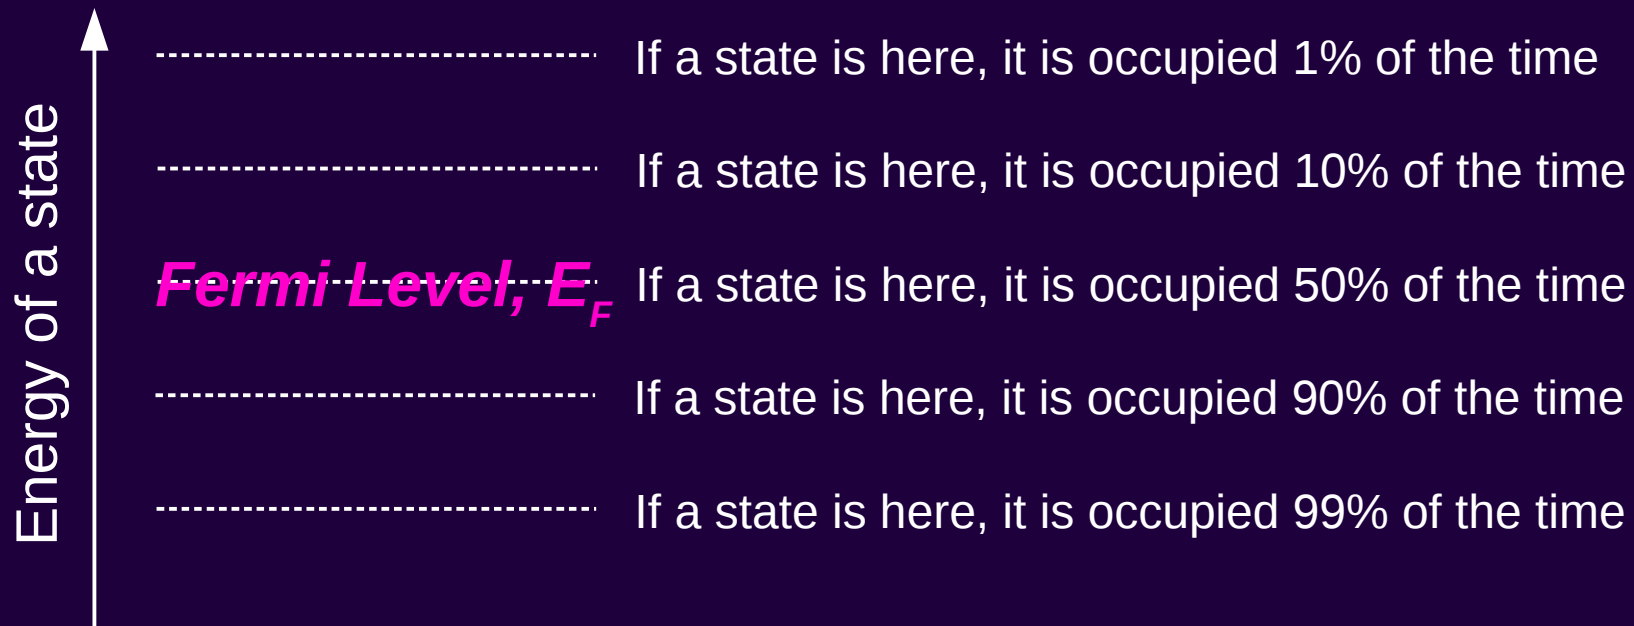 Energy of a state
If a state is here, it is occupied 1% of the time
If a state is here, it is occupied 10% of the time
Fermi Level, E_F
If a state is here, it is occupied 50% of the time
If a state is here, it is occupied 90% of the time
If a state is here, it is occupied 99% of the time